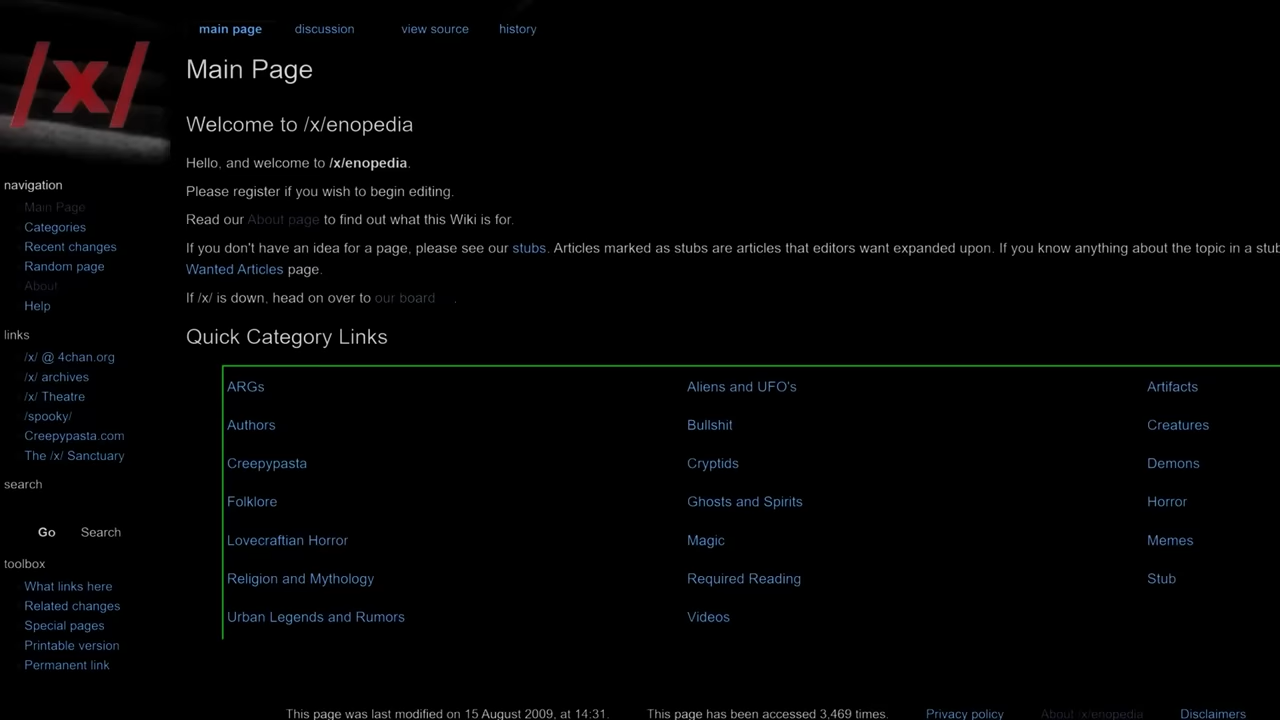 main page discussion view source history
/x/
Main Page
Welcome to /x/enopedia
Hello, and welcome to /x/enopedia.
Please register if you wish to begin editing.
Read our About page to find out what this Wiki is for.
If you don't have an idea for a page, please see our stubs. Articles marked as stubs are articles that editors want expanded upon. If you know anything about the topic in a stub
Wanted Articles page.
If /x/ is down, head on over to our board .
navigation
Main Page
Categories
Recent changes
Random page
About
Help
links
/x/ @ 4chan.org
/x/ archives
/x/ Theatre
/spooky/
Creepypasta.com
The /x/ Sanctuary
search
Go Search
toolbox
What links here
Related changes
Special pages
Printable version
Permanent link
Quick Category Links
ARGs Aliens and UFO's Artifacts
Authors Bullshit Creatures
Creepypasta Cryptids Demons
Folklore Ghosts and Spirits Horror
Lovecraftian Horror Magic Memes
Religion and Mythology Required Reading Stub
Urban Legends and Rumors Videos
This page was last modified on 15 August 2009, at 14:31. This page has been accessed 3,469 times. Privacy policy About /x/enopedia Disclaimers